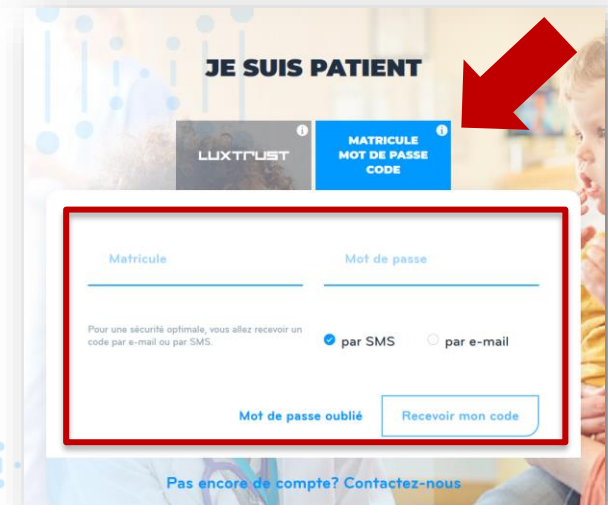 JE SUIS PATIENT
LUXTRUST
MATRICULE
MOT DE PASSE
CODE
Matricule
Mot de passe
Pour une sécurité optimale, vous allez recevoir un
code par e-mail ou par SMS.
par SMS
par e-mail
Mot de passe oublié
Recevoir mon code
Pas encore de compte? Contactez-nous